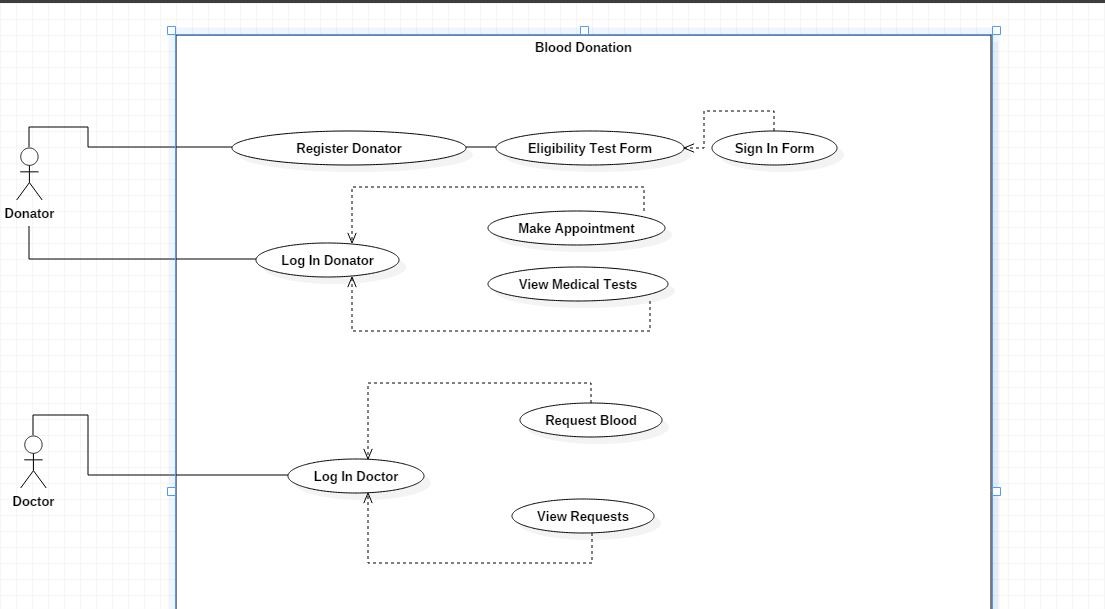 Blood Donation
Register Donator
Eligibility Test Form
Sign In Form
Donator
Make Appointment
Log In Donator
View Medical Tests
Request Blood
Log In Doctor
Doctor
View Requests